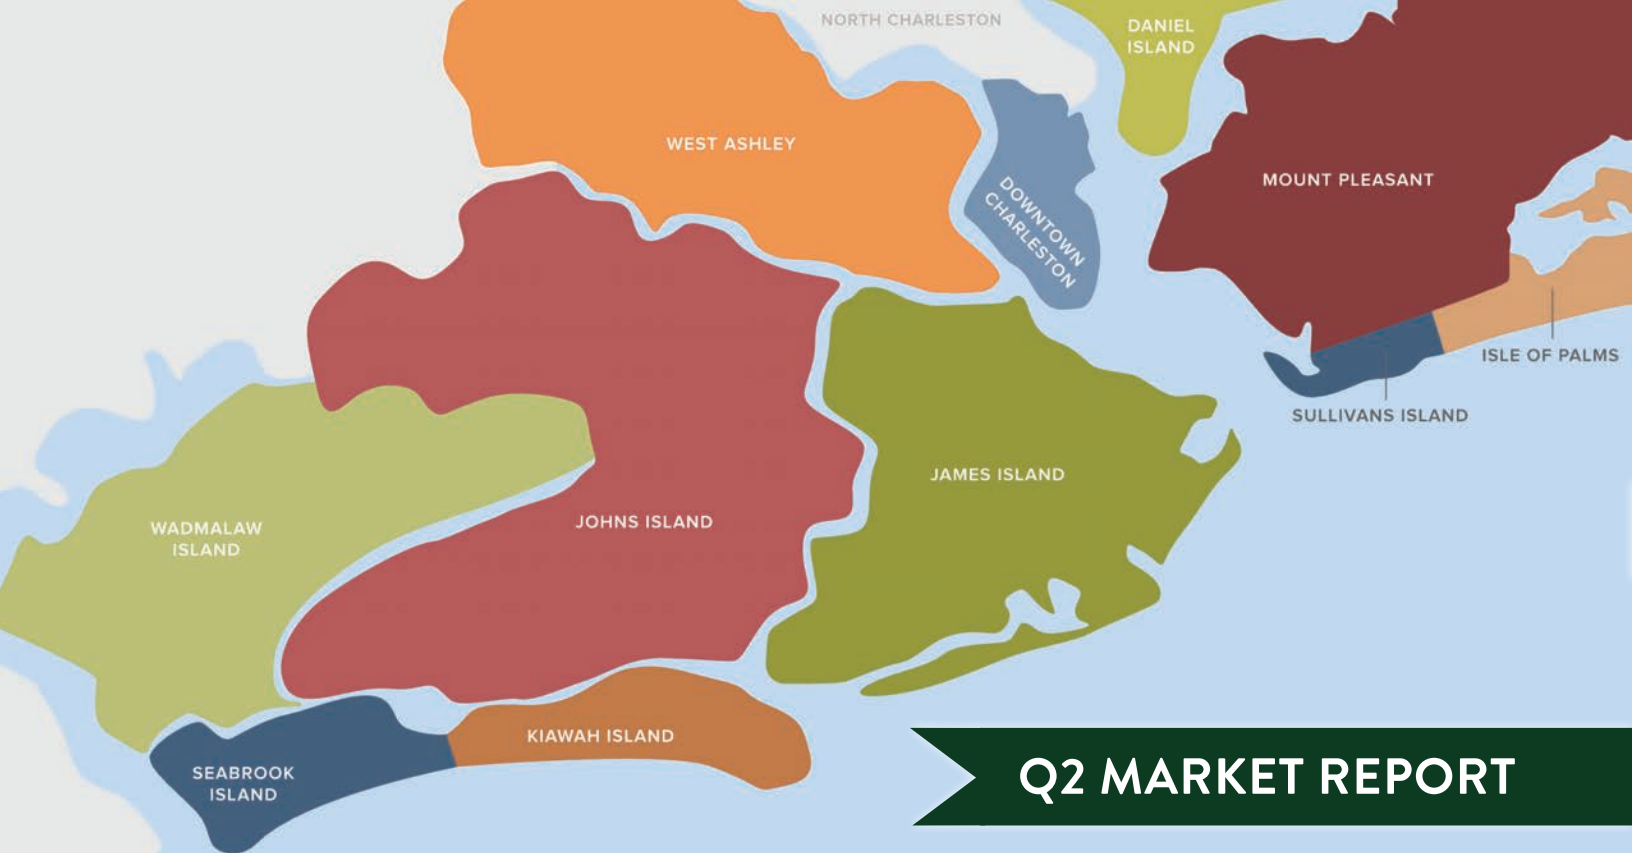 NORTH CHARLESTON
DANIEL
ISLAND
WEST ASHLEY
MOUNT PLEASANT
DOWNTOWN
CHARLESTON
ISLE OF PALMS
SULLIVANS ISLAND
JAMES ISLAND
JOHNS ISLAND
WADMALAW
ISLAND
KIAWAH ISLAND
SEABROOK
ISLAND
Q2 MARKET REPORT